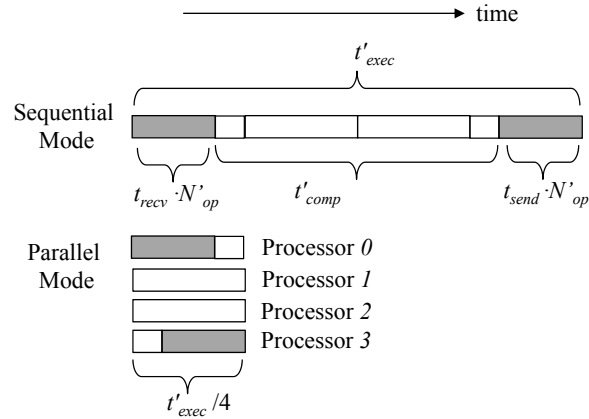 time
t'exec
Sequential
Mode
trecv ·N'op
t'comp
tsend ·N'op
Parallel
Mode
Processor 0
Processor 1
Processor 2
Processor 3
t'exec /4